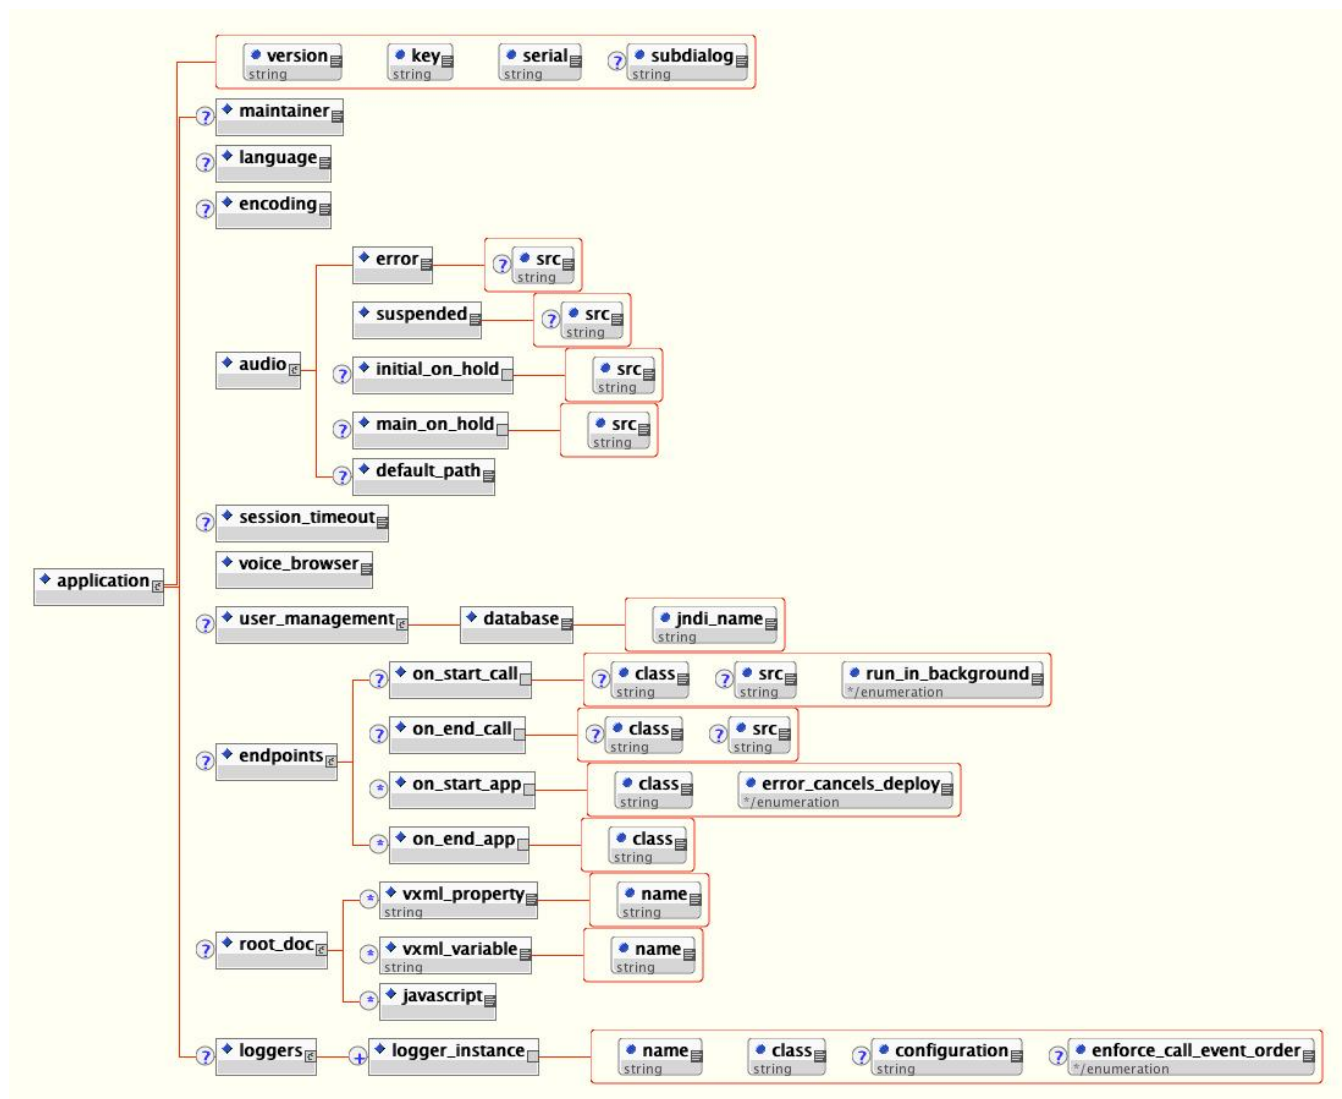 version key serial ? subdialog
string string string string
? maintainer
? language
? encoding
error ? src
string
suspended ? src
string
audio
? initial_on_hold src
string
? main_on_hold src
string
? default_path
? session_timeout
voice_browser
application
? user_management database jndi_name
string
? on_start_call ? class ? src run_in_background
string string */enumeration
? on_end_call ? class ? src
string string
? endpoints
* on_start_app class error_cancels_deploy
string */enumeration
* on_end_app class
string
* vxml_property name
string string
? root_doc
* vxml_variable name
string string
* javascript
? loggers + logger_instance name class ? configuration ? enforce_call_event_order
string string string */enumeration